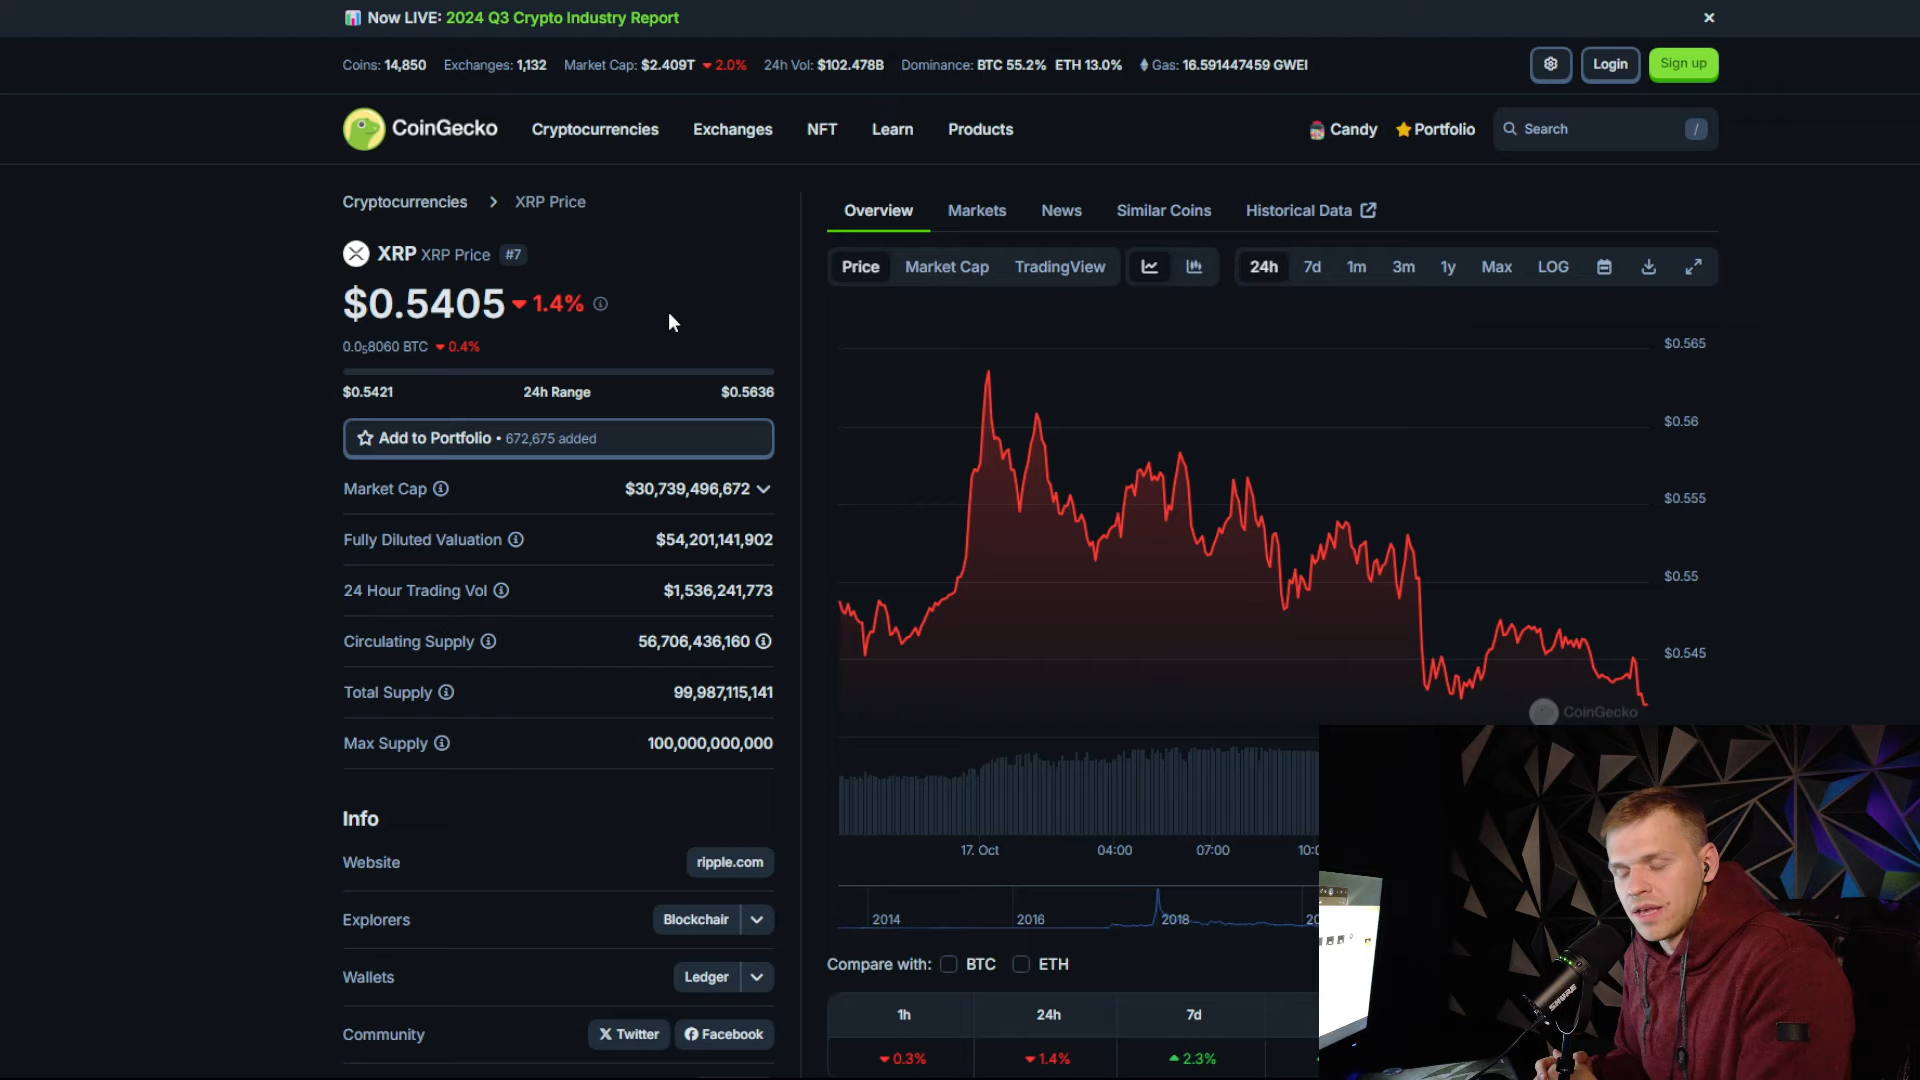 Now LIVE: 2024 Q3 Crypto Industry Report
Coins: 14,850 Exchanges: 1,132 Market Cap: $2.409T 2.0% 24h Vol: $102.478B Dominance: BTC 55.2% ETH 13.0% Gas: 16.591447459 GWEI
Login
Sign up
CoinGecko
Cryptocurrencies Exchanges NFT Learn Products
Candy Portfolio
Search /
Cryptocurrencies > XRP Price
XRP XRP Price #7
$0.5405 1.4%
0.0₅8060 BTC 0.4%
$0.5421 24h Range $0.5636
Add to Portfolio • 672,675 added
Market Cap $30,739,496,672
Fully Diluted Valuation $54,201,141,902
24 Hour Trading Vol $1,536,241,773
Circulating Supply 56,706,436,160
Total Supply 99,987,115,141
Max Supply 100,000,000,000
Info
Website ripple.com
Explorers Blockchair
Wallets Ledger
Community X Twitter Facebook
Overview Markets News Similar Coins Historical Data
Price Market Cap TradingView
24h 7d 1m 3m 1y Max LOG
$0.565
$0.56
$0.555
$0.55
$0.545
CoinGecko
17. Oct 04:00 07:00 10:0
2014 2016 2018 20
Compare with: BTC ETH
1h 24h 7d
0.3% 1.4% 2.3%
SHURE